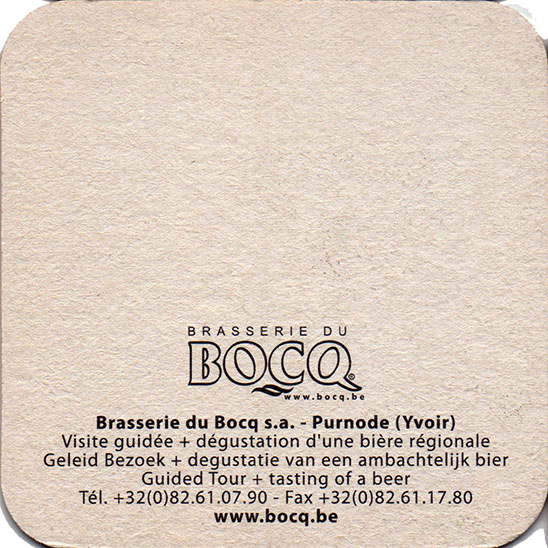 BRASSERIE DU
BOCQ®
www.bocq.be
Brasserie du Bocq s.a. - Purnode (Yvoir)
Visite guidée + dégustation d'une bière régionale
Geleid Bezoek + degustatie van een ambachtelijk bier
Guided Tour + tasting of a beer
Tél. +32(0)82.61.07.90 - Fax +32(0)82.61.17.80
www.bocq.be